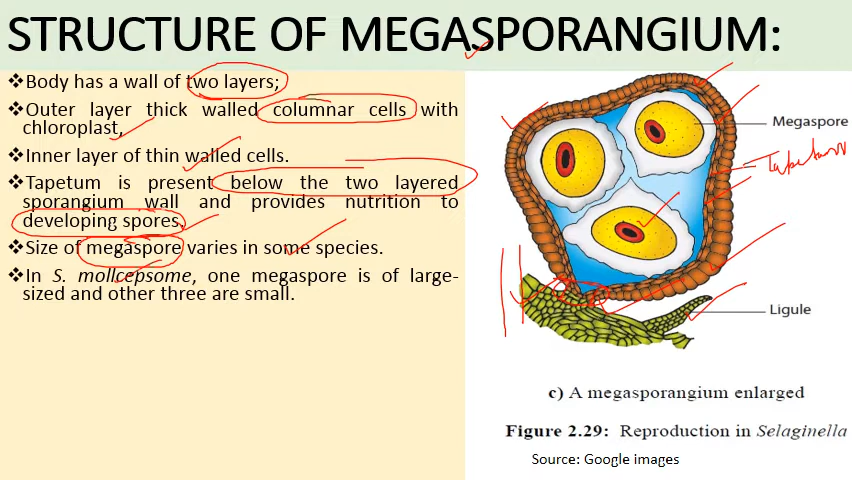 STRUCTURE OF MEGASPORANGIUM:
❖Body has a wall of two layers;
❖Outer layer thick walled columnar cells with
chloroplast,
❖Inner layer of thin walled cells.
❖Tapetum is present below the two layered
sporangium wall and provides nutrition to
developing spores,
❖Size of megaspore varies in some species.
❖In S. mollcepsome, one megaspore is of large-
sized and other three are small.
Megaspore
Tapetum
Ligule
c) A megasporangium enlarged
Figure 2.29: Reproduction in Selaginella
Source: Google images